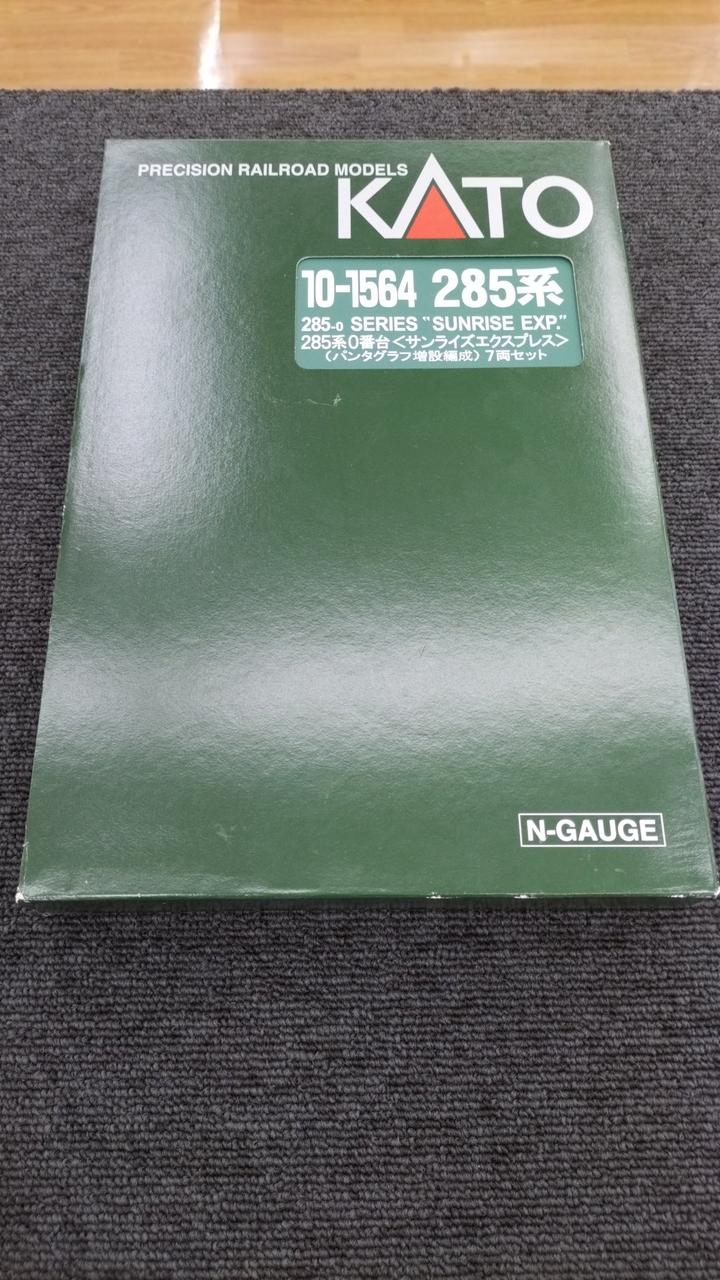 PRECISION RAILROAD MODELS
KATO
10-1564 285系
285-0 SERIES "SUNRISE EXP."
285系0番台<サンライズエクスプレス>
(パンタグラフ増設編成) 7両セット
N-GAUGE